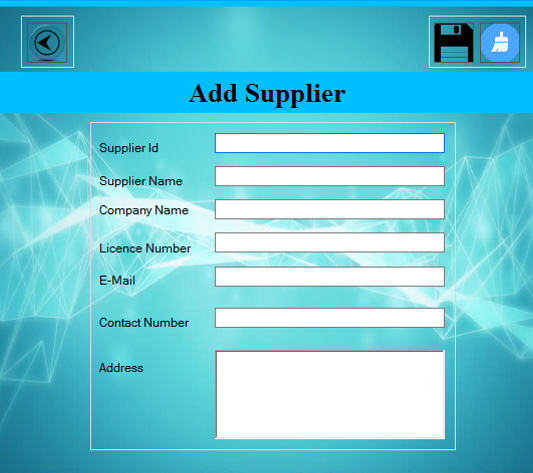 Add Supplier
Supplier Id
Supplier Name
Company Name
Licence Number
E-Mail
Contact Number
Address